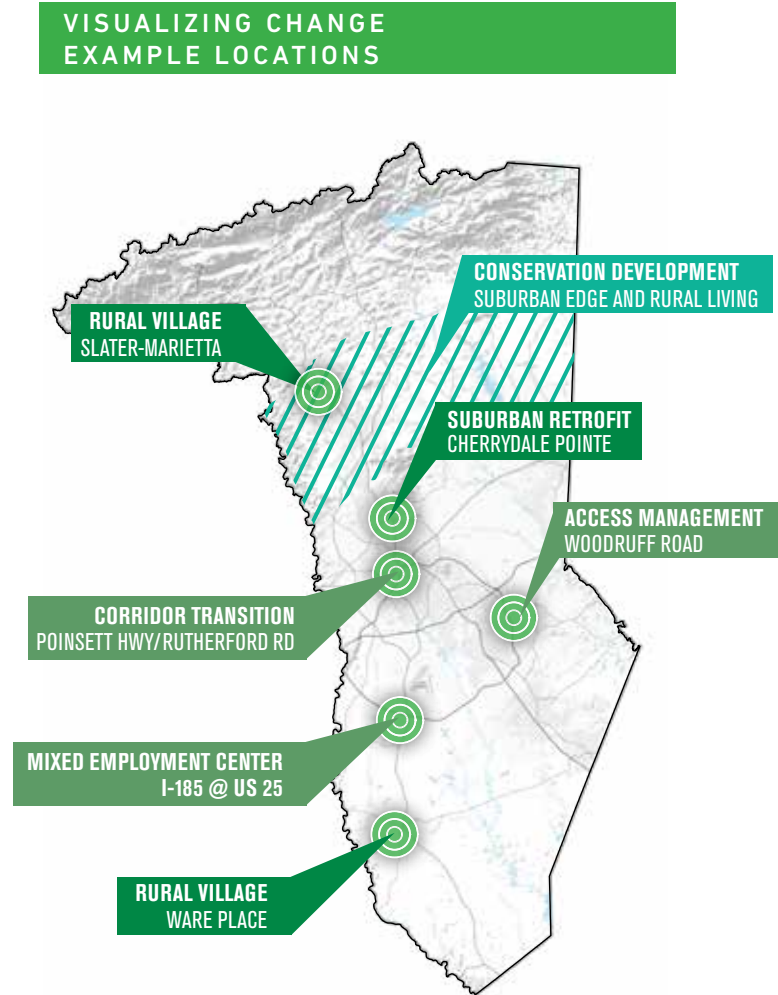 VISUALIZING CHANGE
EXAMPLE LOCATIONS
CONSERVATION DEVELOPMENT
SUBURBAN EDGE AND RURAL LIVING
RURAL VILLAGE
SLATER-MARIETTA
SUBURBAN RETROFIT
CHERRYDALE POINTE
ACCESS MANAGEMENT
WOODRUFF ROAD
CORRIDOR TRANSITION
POINSETT HWY/RUTHERFORD RD
MIXED EMPLOYMENT CENTER
I-185 @ US 25
RURAL VILLAGE
WARE PLACE